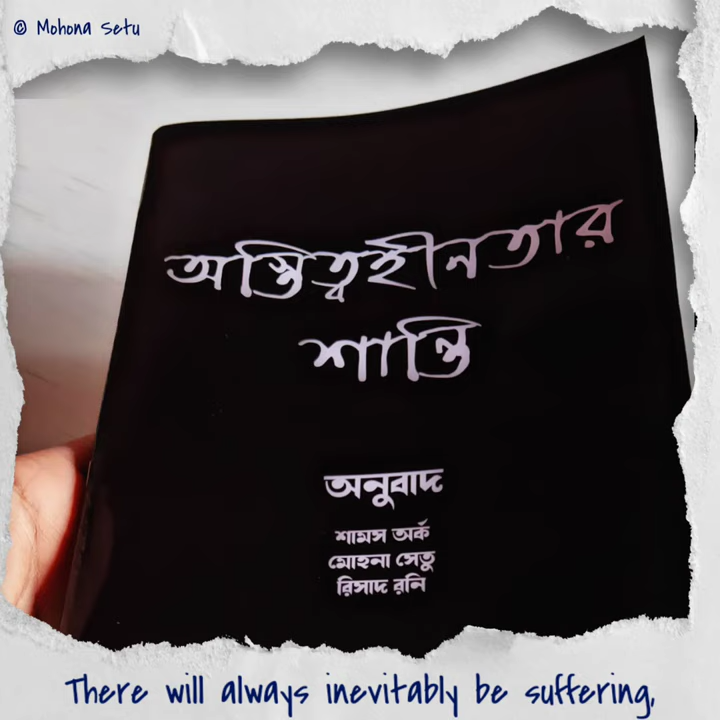 © Mohona Setu
অস্তিত্বহীনতার
শান্তি
অনুবাদ
শামস অর্ক
মোহনা সেতু
রিসাদ রনি
There will always inevitably be suffering,